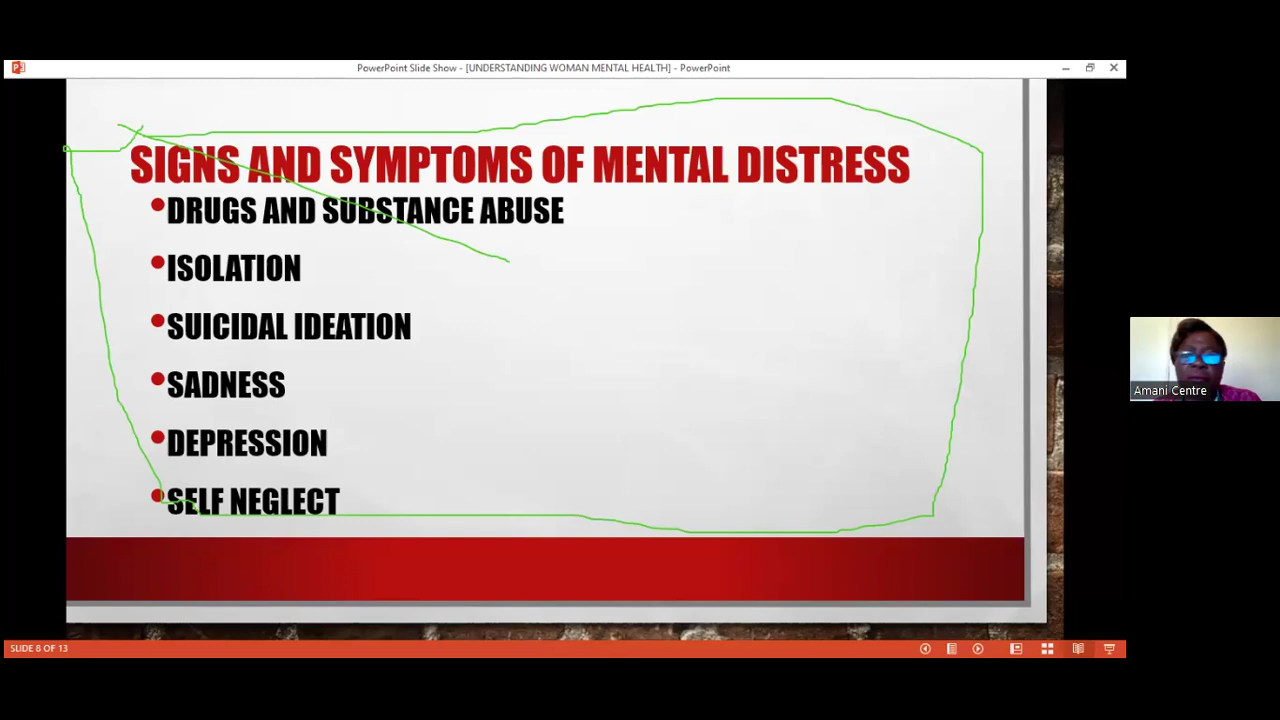 PowerPoint Slide Show - [UNDERSTANDING WOMAN MENTAL HEALTH] - PowerPoint
SIGNS AND SYMPTOMS OF MENTAL DISTRESS
•DRUGS AND SUBSTANCE ABUSE
•ISOLATION
•SUICIDAL IDEATION
•SADNESS
•DEPRESSION
•SELF NEGLECT
Amani Centre
SLIDE 8 OF 13